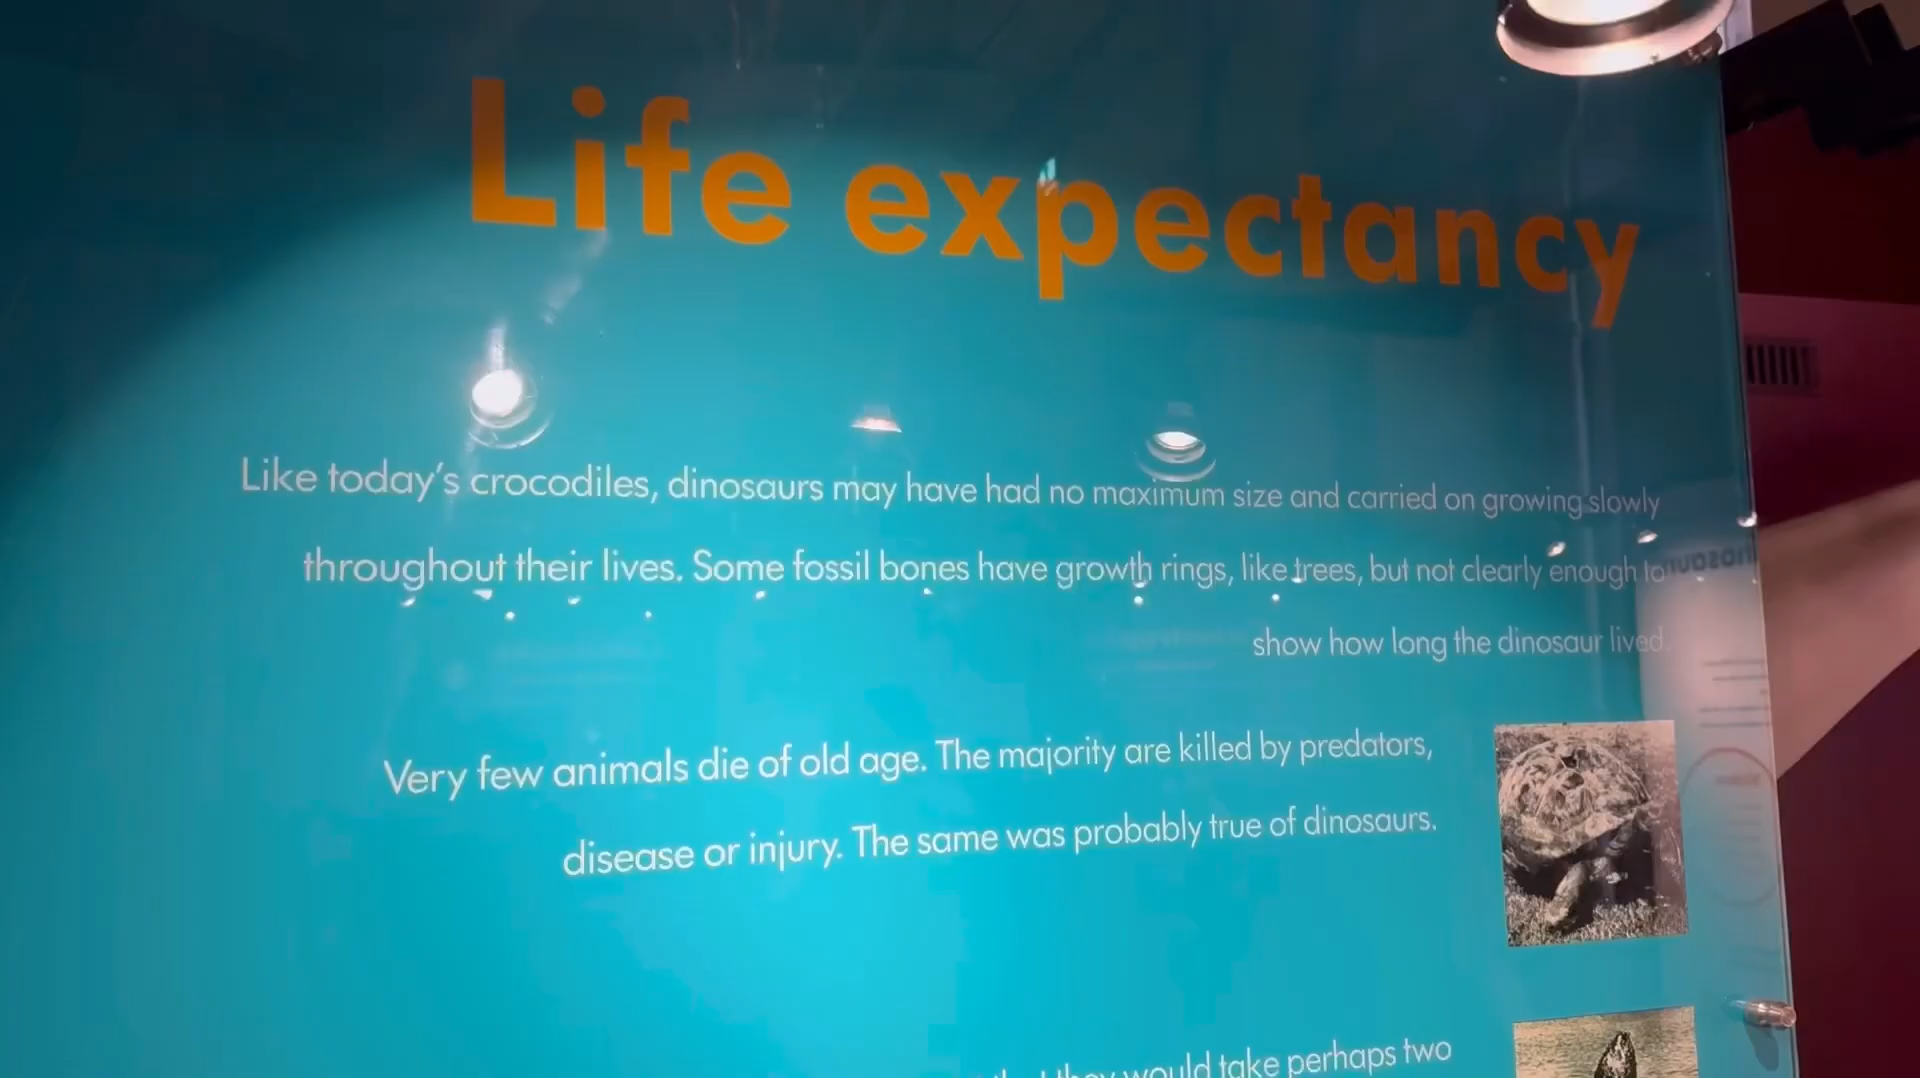 Life expectancy
Like today's crocodiles, dinosaurs may have had no maximum size and carried on growing slowly
throughout their lives. Some fossil bones have growth rings, like trees, but not clearly enough to
show how long the dinosaur lived.
Very few animals die of old age. The majority are killed by predators,
disease or injury. The same was probably true of dinosaurs.
they would take perhaps two